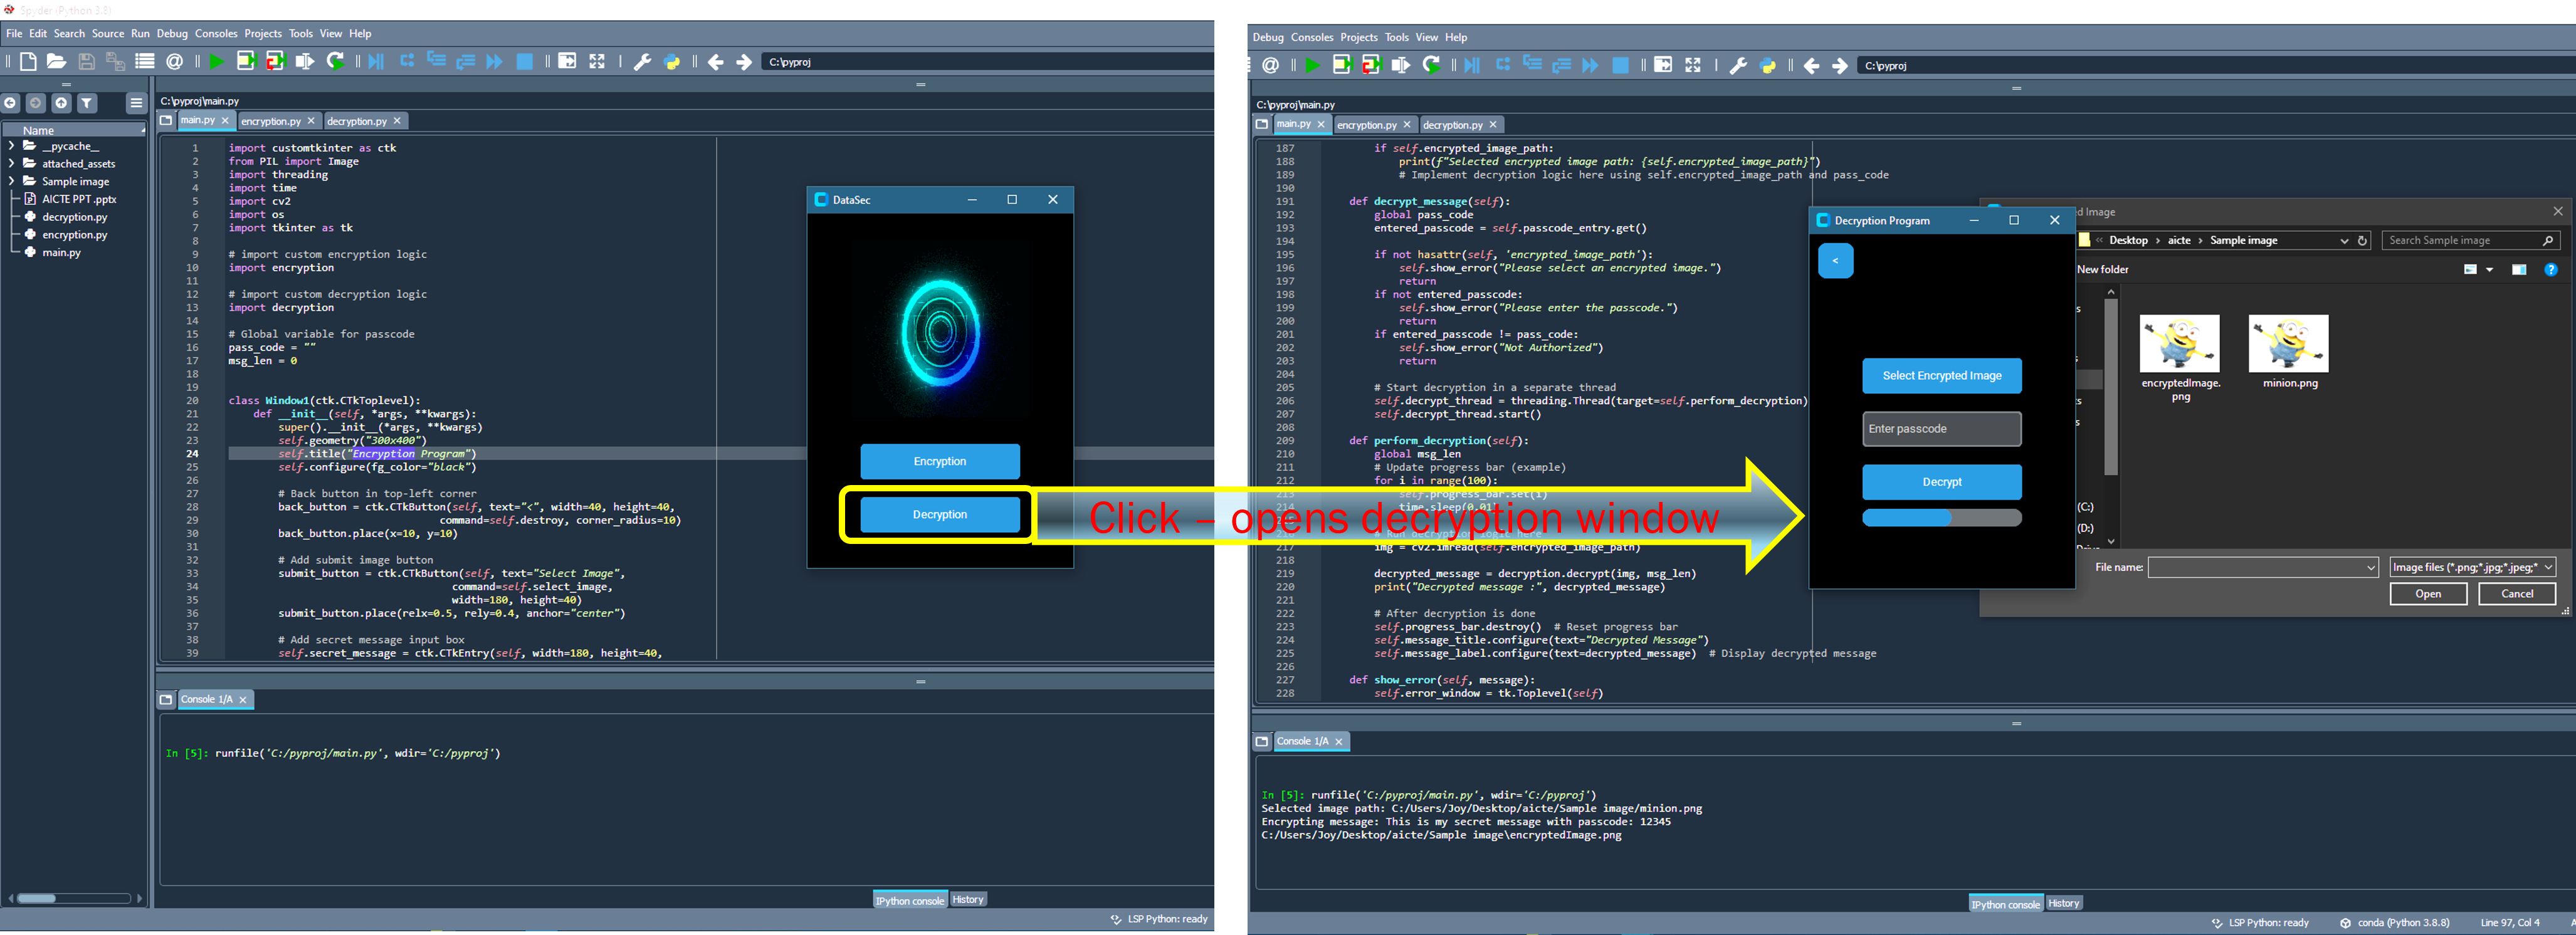 Spyder (Python 3.8)
File Edit Search Source Run Debug Consoles Projects Tools View Help
C:\pyproj
C:\pyproj\main.py
main.py encryption.py decryption.py
Name
__pycache__
attached_assets
Sample image
AICTE PPT .pptx
decryption.py
encryption.py
main.py
1 import customtkinter as ctk
2 from PIL import Image
3 import threading
4 import time
5 import cv2
6 import os
7 import tkinter as tk
8
9 # import custom encryption logic
10 import encryption
11
12 # import custom decryption logic
13 import decryption
14
15 # Global variable for passcode
16 pass_code = ""
17 msg_len = 0
18
19
20 class Window1(ctk.CTkToplevel):
21 def __init__(self, *args, **kwargs):
22 super().__init__(*args, **kwargs)
23 self.geometry("300x400")
24 self.title("Encryption Program")
25 self.configure(fg_color="black")
26
27 # Back button in top-left corner
28 back_button = ctk.CTkButton(self, text="<", width=40, height=40,
29 command=self.destroy, corner_radius=10)
30 back_button.place(x=10, y=10)
31
32 # Add submit image button
33 submit_button = ctk.CTkButton(self, text="Select Image",
34 command=self.select_image,
35 width=180, height=40)
36 submit_button.place(relx=0.5, rely=0.4, anchor="center")
37
38 # Add secret message input box
39 self.secret_message = ctk.CTkEntry(self, width=180, height=40,
DataSec
Encryption
Decryption
Click – opens decryption window
Console 1/A
In [5]: runfile('C:/pyproj/main.py', wdir='C:/pyproj')
IPython console History
LSP Python: ready
Debug Consoles Projects Tools View Help
C:\pyproj
C:\pyproj\main.py
main.py encryption.py decryption.py
187 if self.encrypted_image_path:
188 print(f"Selected encrypted image path: {self.encrypted_image_path}")
189 # Implement decryption logic here using self.encrypted_image_path and pass_code
190
191 def decrypt_message(self):
192 global pass_code
193 entered_passcode = self.passcode_entry.get()
194
195 if not hasattr(self, 'encrypted_image_path'):
196 self.show_error("Please select an encrypted image.")
197 return
198 if not entered_passcode:
199 self.show_error("Please enter the passcode.")
200 return
201 if entered_passcode != pass_code:
202 self.show_error("Not Authorized")
203 return
204
205 # Start decryption in a separate thread
206 self.decrypt_thread = threading.Thread(target=self.perform_decryption)
207 self.decrypt_thread.start()
208
209 def perform_decryption(self):
210 global msg_len
211 # Update progress bar (example)
212 for i in range(100):
213 self.progress_bar.set(i)
214 time.sleep(0.01)
217 img = cv2.imread(self.encrypted_image_path)
218
219 decrypted_message = decryption.decrypt(img, msg_len)
220 print("Decrypted message :", decrypted_message)
221
222 # After decryption is done
223 self.progress_bar.destroy() # Reset progress bar
224 self.message_title.configure(text="Decrypted Message")
225 self.message_label.configure(text=decrypted_message) # Display decrypted message
226
227 def show_error(self, message):
228 self.error_window = tk.Toplevel(self)
Decryption Program
<
Select Encrypted Image
Enter passcode
Decrypt
d Image
« Desktop > aicte > Sample image
Search Sample image
New folder
encryptedImage.
png
minion.png
(C:)
(D:)
File name:
Image files (*.png;*.jpg;*.jpeg;*
Open Cancel
Console 1/A
In [5]: runfile('C:/pyproj/main.py', wdir='C:/pyproj')
Selected image path: C:/Users/Joy/Desktop/aicte/Sample image/minion.png
Encrypting message: This is my secret message with passcode: 12345
C:/Users/Joy/Desktop/aicte/Sample image\encryptedImage.png
IPython console History
LSP Python: ready conda (Python 3.8.8) Line 97, Col 4